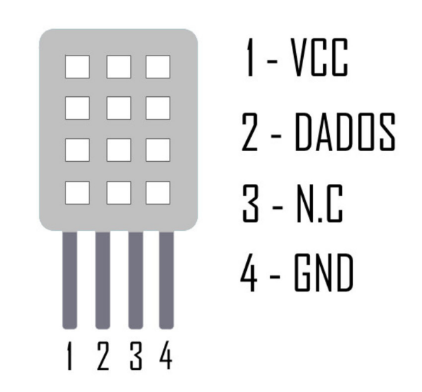 1 - VCC
2 - DADOS
3 - N.C
4 - GND
1 2 3 4